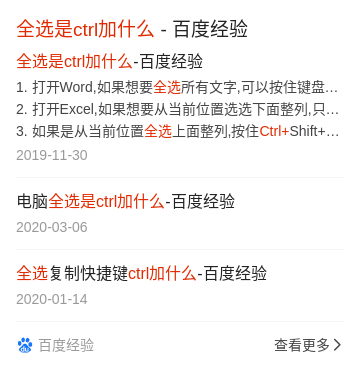 全选是ctrl加什么 - 百度经验
全选是ctrl加什么-百度经验
1. 打开Word,如果想要全选所有文字,可以按住键盘...
2. 打开Excel,如果想要从当前位置选选下面整列,只...
3. 如果是从当前位置全选上面整列,按住Ctrl+Shift+...
2019-11-30
电脑全选是ctrl加什么-百度经验
2020-03-06
全选复制快捷键ctrl加什么-百度经验
2020-01-14
百度经验 查看更多